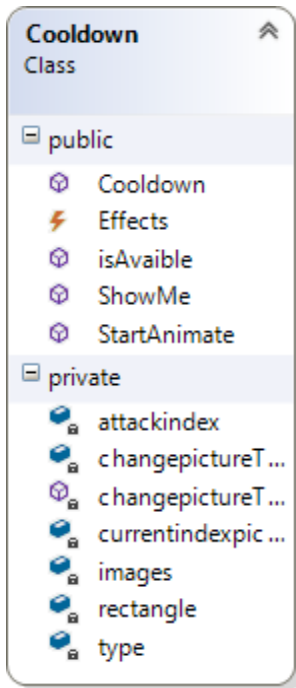 Cooldown
Class
public
Cooldown
Effects
isAvaible
ShowMe
StartAnimate
private
attackindex
changepictureT ...
changepictureT ...
currentindexpic ...
images
rectangle
type